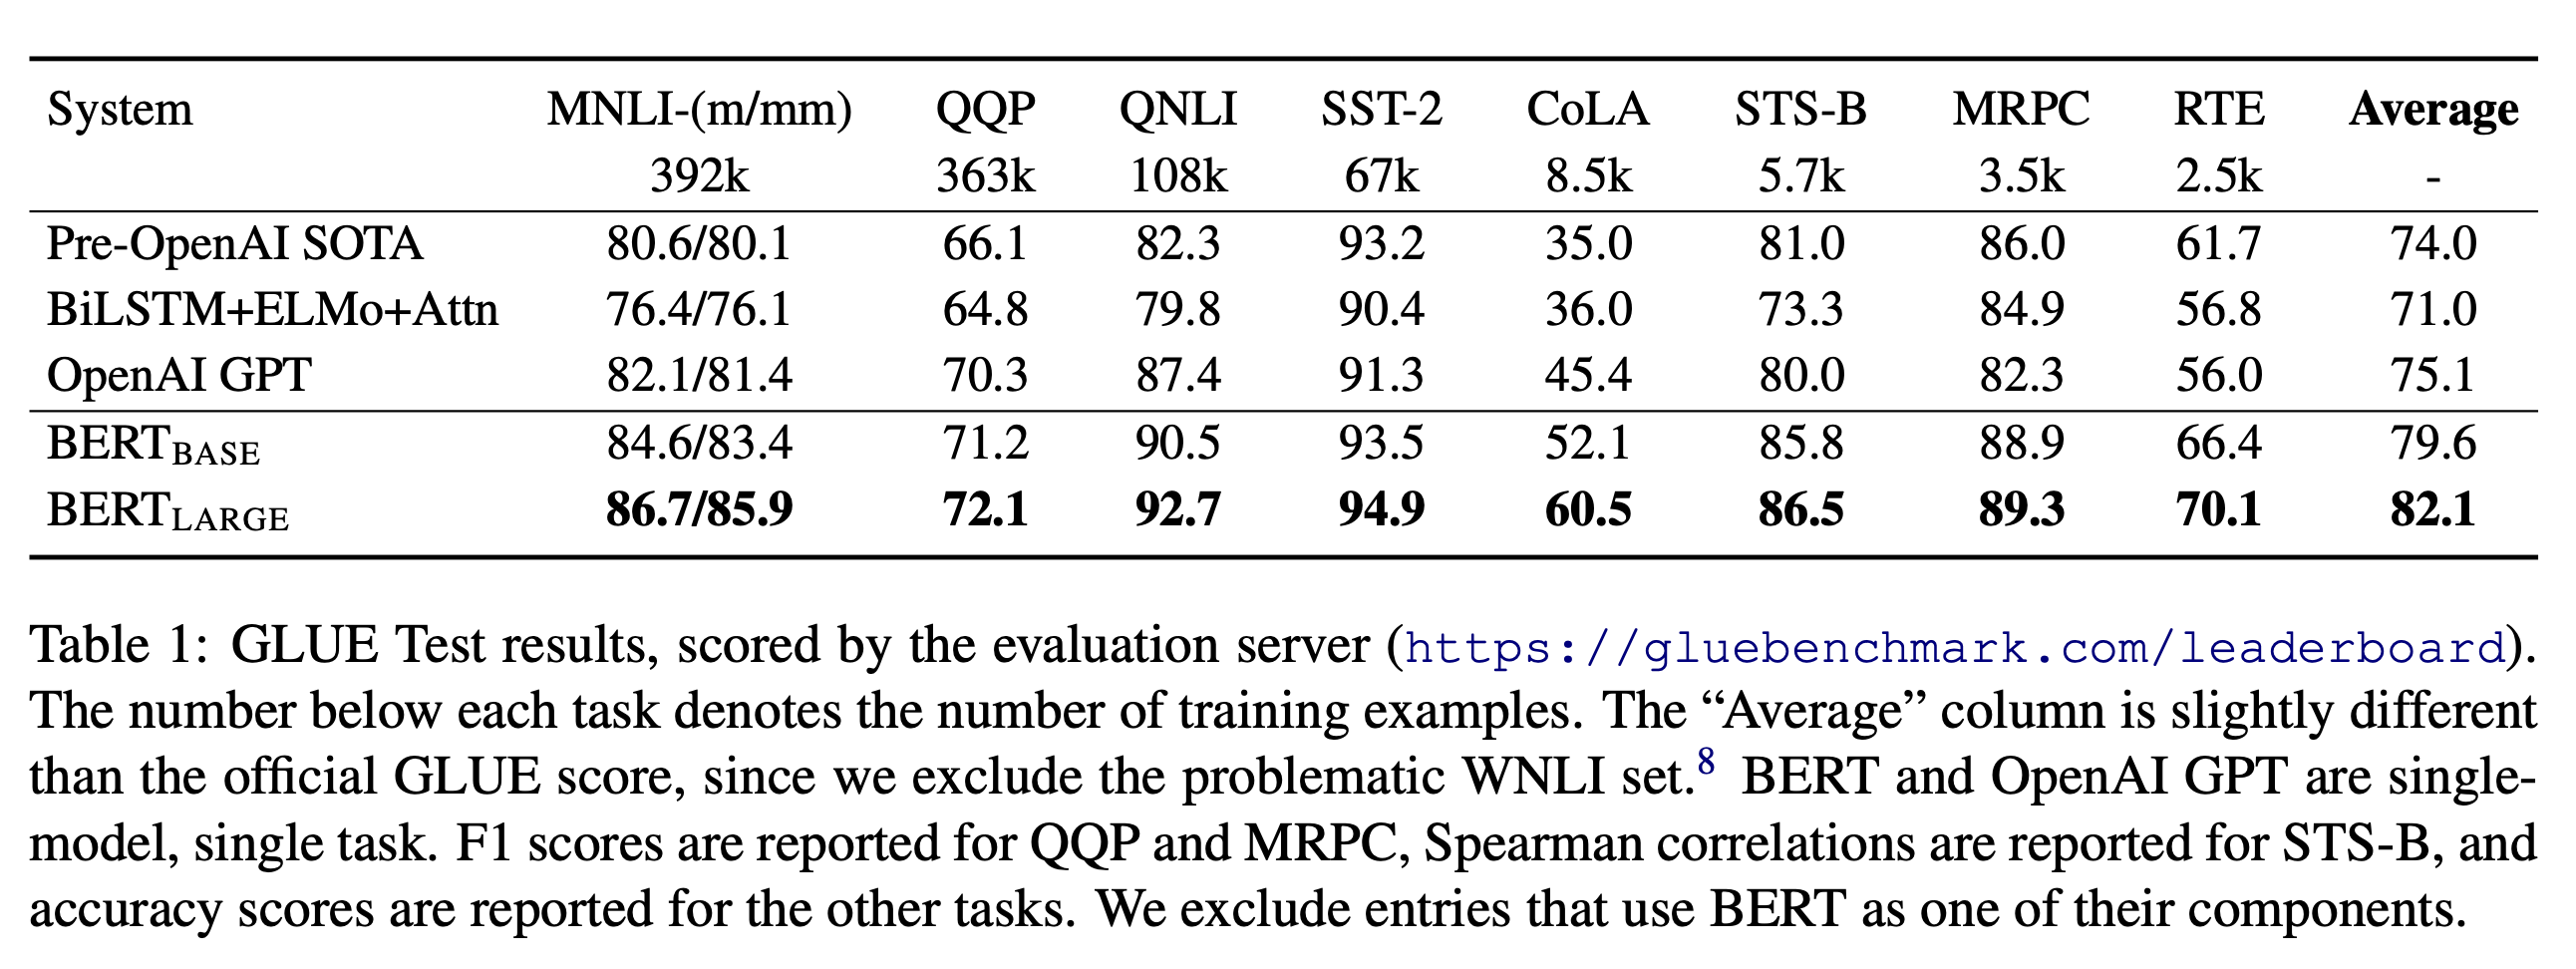 System MNLI-(m/mm) QQP QNLI SST-2 CoLA STS-B MRPC RTE Average
392k 363k 108k 67k 8.5k 5.7k 3.5k 2.5k -
Pre-OpenAI SOTA 80.6/80.1 66.1 82.3 93.2 35.0 81.0 86.0 61.7 74.0
BiLSTM+ELMo+Attn 76.4/76.1 64.8 79.8 90.4 36.0 73.3 84.9 56.8 71.0
OpenAI GPT 82.1/81.4 70.3 87.4 91.3 45.4 80.0 82.3 56.0 75.1
BERTBASE 84.6/83.4 71.2 90.5 93.5 52.1 85.8 88.9 66.4 79.6
BERTLARGE 86.7/85.9 72.1 92.7 94.9 60.5 86.5 89.3 70.1 82.1
Table 1: GLUE Test results, scored by the evaluation server (https://gluebenchmark.com/leaderboard).
The number below each task denotes the number of training examples. The “Average” column is slightly different
than the official GLUE score, since we exclude the problematic WNLI set.8 BERT and OpenAI GPT are single-
model, single task. F1 scores are reported for QQP and MRPC, Spearman correlations are reported for STS-B, and
accuracy scores are reported for the other tasks. We exclude entries that use BERT as one of their components.